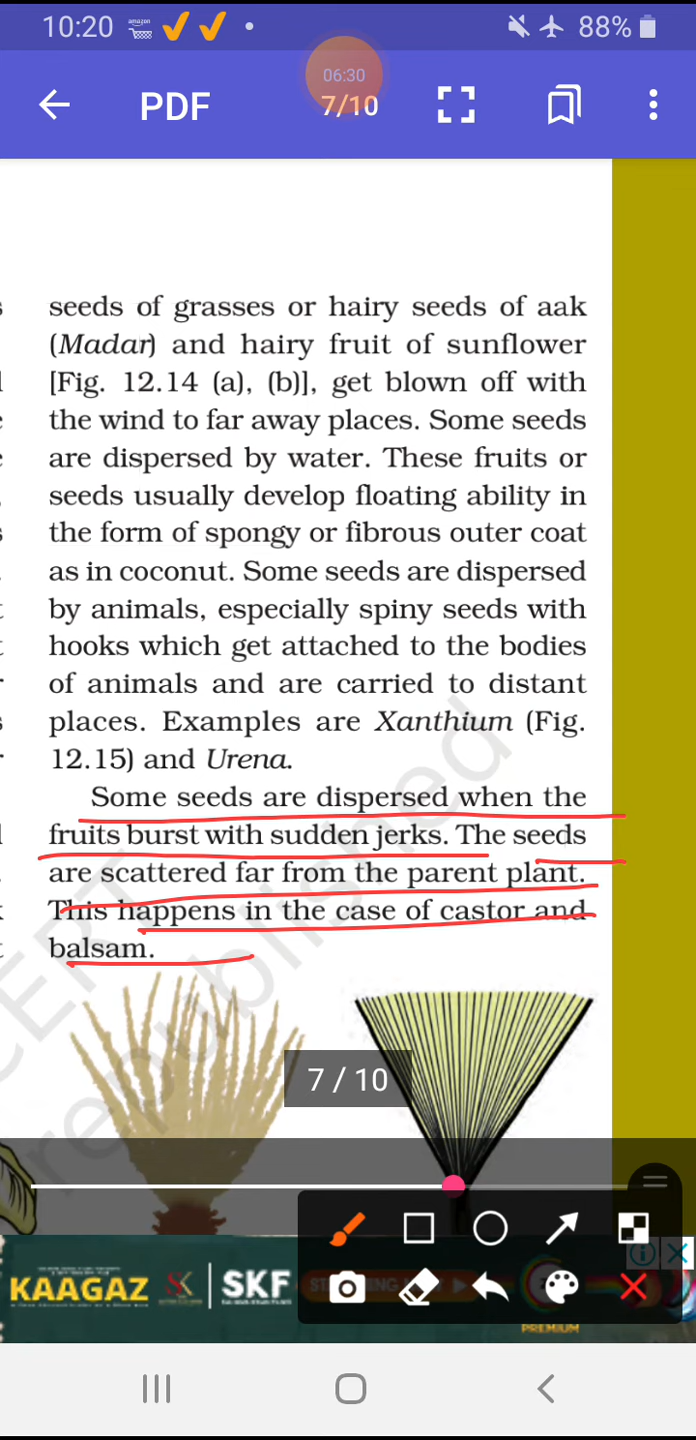 10:20
amazon
88%
06:30
PDF
7/10
seeds of grasses or hairy seeds of aak
(Madar) and hairy fruit of sunflower
[Fig. 12.14 (a), (b)], get blown off with
the wind to far away places. Some seeds
are dispersed by water. These fruits or
seeds usually develop floating ability in
the form of spongy or fibrous outer coat
as in coconut. Some seeds are dispersed
by animals, especially spiny seeds with
hooks which get attached to the bodies
of animals and are carried to distant
places. Examples are Xanthium (Fig.
12.15) and Urena.
Some seeds are dispersed when the
fruits burst with sudden jerks. The seeds
are scattered far from the parent plant.
This happens in the case of castor and
balsam.
republished
7 / 10
KAAGAZ
SK
SKF
PREMIUM